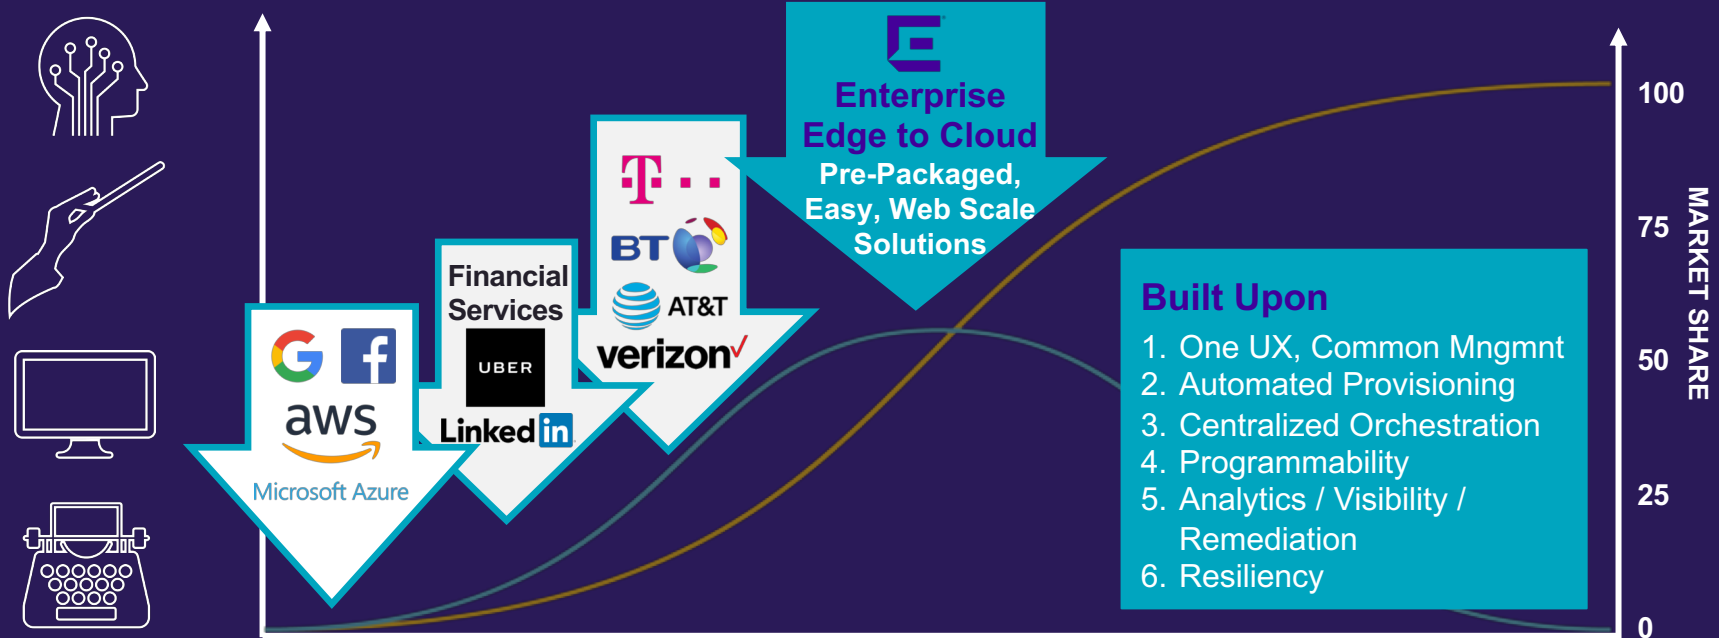 Enterprise
Edge to Cloud
Pre-Packaged,
Easy, Web Scale
Solutions
T
BT
AT&T
verizon
Financial
Services
UBER
Linked in
G f
aws
Microsoft Azure
Built Upon
1. One UX, Common Mngmnt
2. Automated Provisioning
3. Centralized Orchestration
4. Programmability
5. Analytics / Visibility /
Remediation
6. Resiliency
100
75
50
25
0
MARKET SHARE